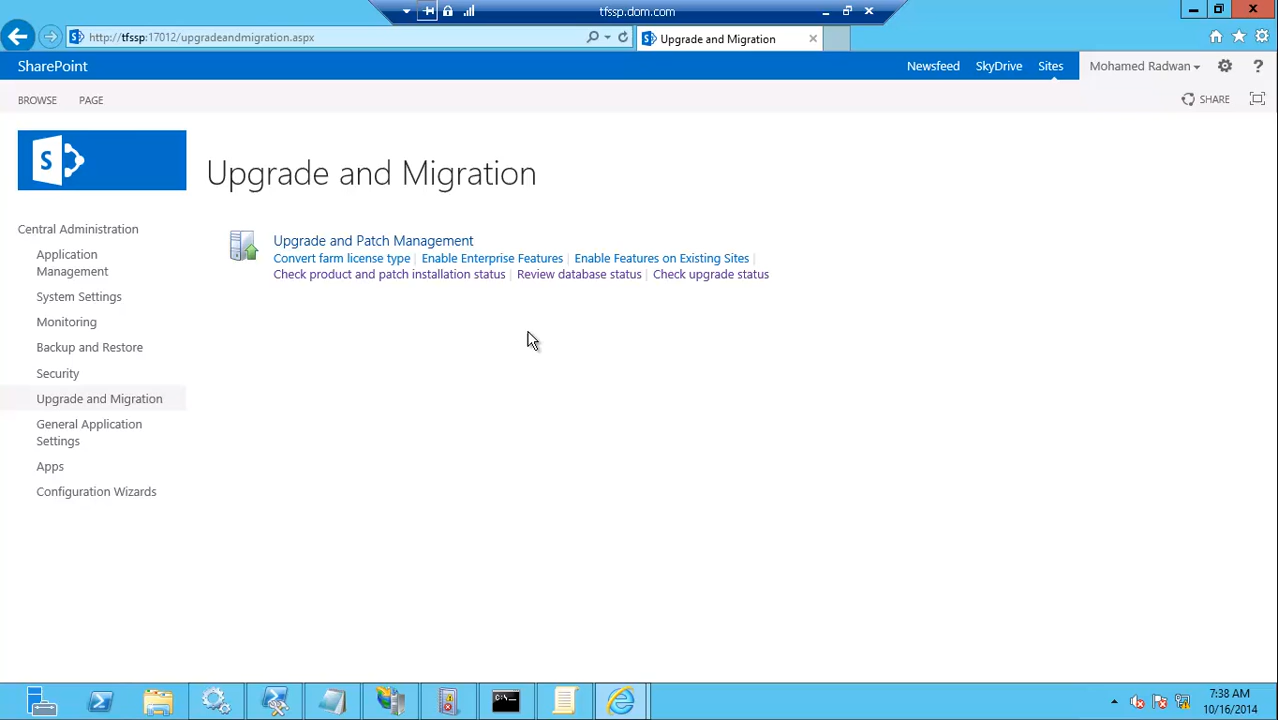 tfssp.dom.com
http://tfssp:17012/upgradeandmigration.aspx
Upgrade and Migration
SharePoint
Newsfeed
SkyDrive
Sites
Mohamed Radwan
?
BROWSE
PAGE
SHARE
S
Upgrade and Migration
Central Administration
Application
Management
System Settings
Monitoring
Backup and Restore
Security
Upgrade and Migration
General Application
Settings
Apps
Configuration Wizards
Upgrade and Patch Management
Convert farm license type | Enable Enterprise Features | Enable Features on Existing Sites |
Check product and patch installation status | Review database status | Check upgrade status
7:38 AM
10/16/2014